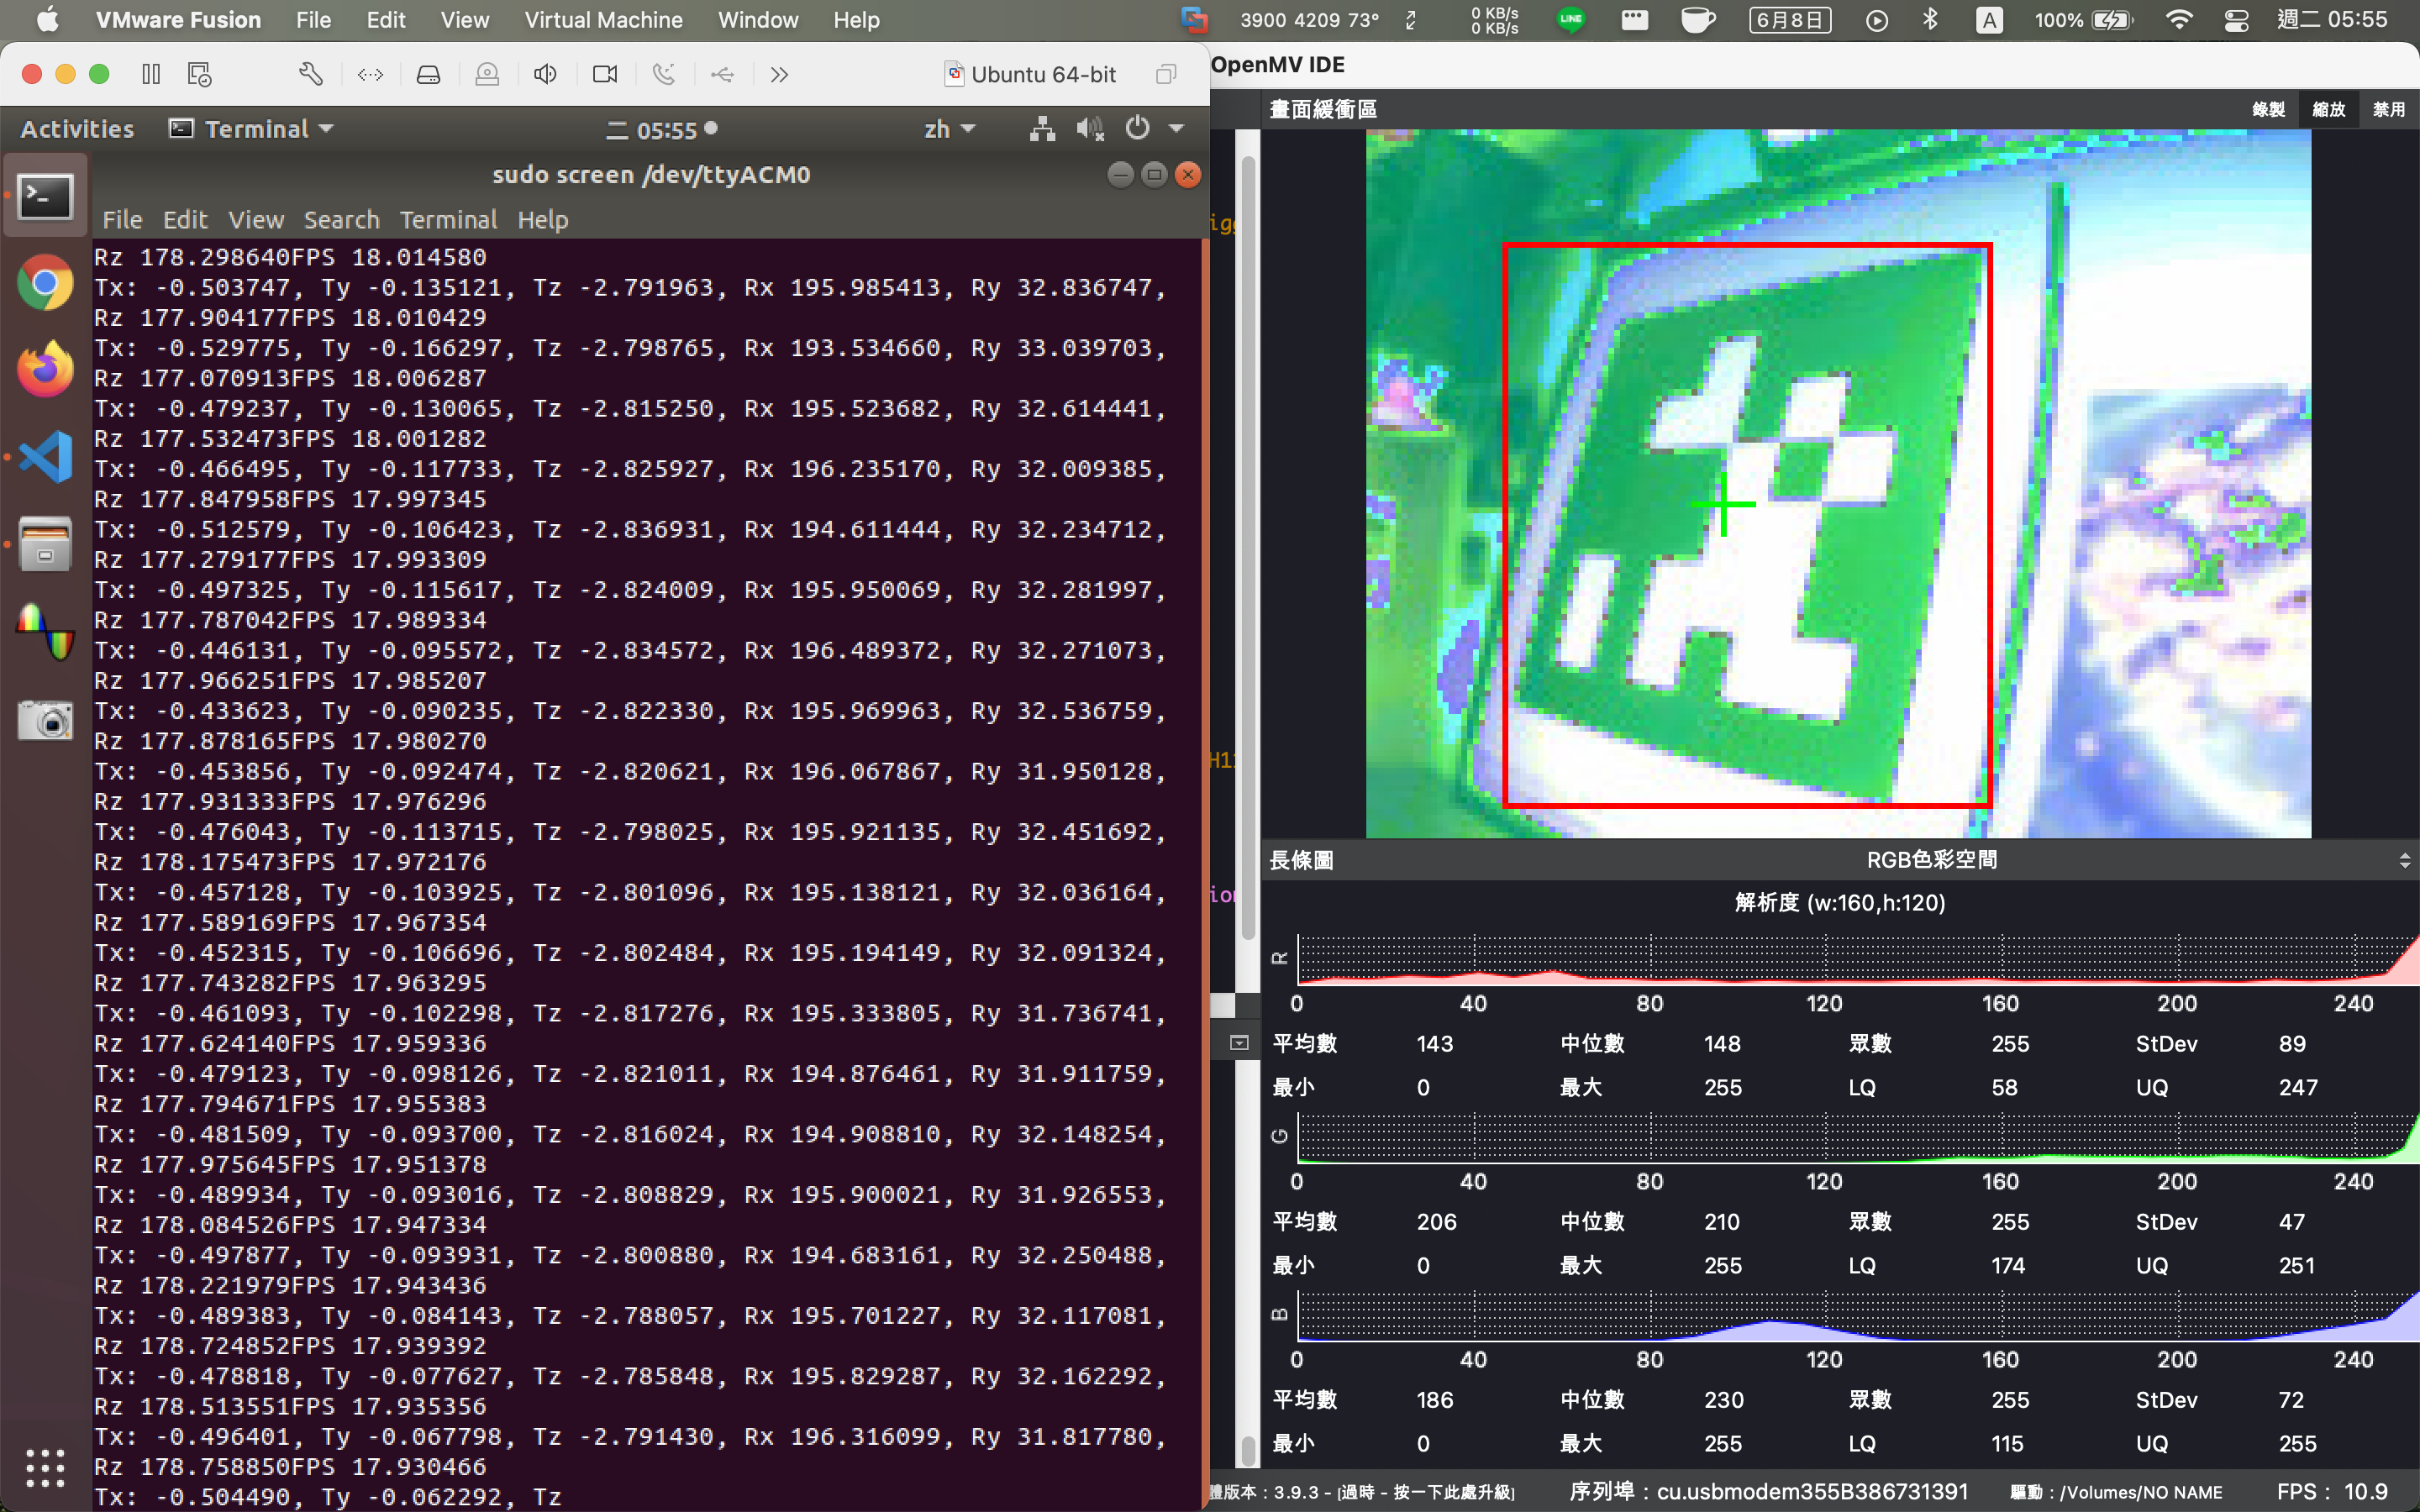 VMware Fusion File Edit View Virtual Machine Window Help 3900 4209 73° 0 KB/s 0 KB/s LINE 6月8日 A 100% 週二 05:55
Ubuntu 64-bit
OpenMV IDE
Activities Terminal 二 05:55 zh
sudo screen /dev/ttyACM0
File Edit View Search Terminal Help
Rz 178.298640FPS 18.014580
Tx: -0.503747, Ty -0.135121, Tz -2.791963, Rx 195.985413, Ry 32.836747,
Rz 177.904177FPS 18.010429
Tx: -0.529775, Ty -0.166297, Tz -2.798765, Rx 193.534660, Ry 33.039703,
Rz 177.070913FPS 18.006287
Tx: -0.479237, Ty -0.130065, Tz -2.815250, Rx 195.523682, Ry 32.614441,
Rz 177.532473FPS 18.001282
Tx: -0.466495, Ty -0.117733, Tz -2.825927, Rx 196.235170, Ry 32.009385,
Rz 177.847958FPS 17.997345
Tx: -0.512579, Ty -0.106423, Tz -2.836931, Rx 194.611444, Ry 32.234712,
Rz 177.279177FPS 17.993309
Tx: -0.497325, Ty -0.115617, Tz -2.824009, Rx 195.950069, Ry 32.281997,
Rz 177.787042FPS 17.989334
Tx: -0.446131, Ty -0.095572, Tz -2.834572, Rx 196.489372, Ry 32.271073,
Rz 177.966251FPS 17.985207
Tx: -0.433623, Ty -0.090235, Tz -2.822330, Rx 195.969963, Ry 32.536759,
Rz 177.878165FPS 17.980270
Tx: -0.453856, Ty -0.092474, Tz -2.820621, Rx 196.067867, Ry 31.950128,
Rz 177.931333FPS 17.976296
Tx: -0.476043, Ty -0.113715, Tz -2.798025, Rx 195.921135, Ry 32.451692,
Rz 178.175473FPS 17.972176
Tx: -0.457128, Ty -0.103925, Tz -2.801096, Rx 195.138121, Ry 32.036164,
Rz 177.589169FPS 17.967354
Tx: -0.452315, Ty -0.106696, Tz -2.802484, Rx 195.194149, Ry 32.091324,
Rz 177.743282FPS 17.963295
Tx: -0.461093, Ty -0.102298, Tz -2.817276, Rx 195.333805, Ry 31.736741,
Rz 177.624140FPS 17.959336
Tx: -0.479123, Ty -0.098126, Tz -2.821011, Rx 194.876461, Ry 31.911759,
Rz 177.794671FPS 17.955383
Tx: -0.481509, Ty -0.093700, Tz -2.816024, Rx 194.908810, Ry 32.148254,
Rz 177.975645FPS 17.951378
Tx: -0.489934, Ty -0.093016, Tz -2.808829, Rx 195.900021, Ry 31.926553,
Rz 178.084526FPS 17.947334
Tx: -0.497877, Ty -0.093931, Tz -2.800880, Rx 194.683161, Ry 32.250488,
Rz 178.221979FPS 17.943436
Tx: -0.489383, Ty -0.084143, Tz -2.788057, Rx 195.701227, Ry 32.117081,
Rz 178.724852FPS 17.939392
Tx: -0.478818, Ty -0.077627, Tz -2.785848, Rx 195.829287, Ry 32.162292,
Rz 178.513551FPS 17.935356
Tx: -0.496401, Ty -0.067798, Tz -2.791430, Rx 196.316099, Ry 31.817780,
Rz 178.758850FPS 17.930466
Tx: -0.504490, Ty -0.062292, Tz
畫面緩衝區 錄製 縮放 禁用
長條圖 RGB色彩空間
解析度 (w:160,h:120)
R
0 40 80 120 160 200 240
平均數 143 中位數 148 眾數 255 StDev 89
最小 0 最大 255 LQ 58 UQ 247
G
0 40 80 120 160 200 240
平均數 206 中位數 210 眾數 255 StDev 47
最小 0 最大 255 LQ 174 UQ 251
B
0 40 80 120 160 200 240
平均數 186 中位數 230 眾數 255 StDev 72
最小 0 最大 255 LQ 115 UQ 255
體版本：3.9.3 - [過時 - 按一下此處升級] 序列埠：cu.usbmodem355B386731391 驅動：/Volumes/NO NAME FPS： 10.9